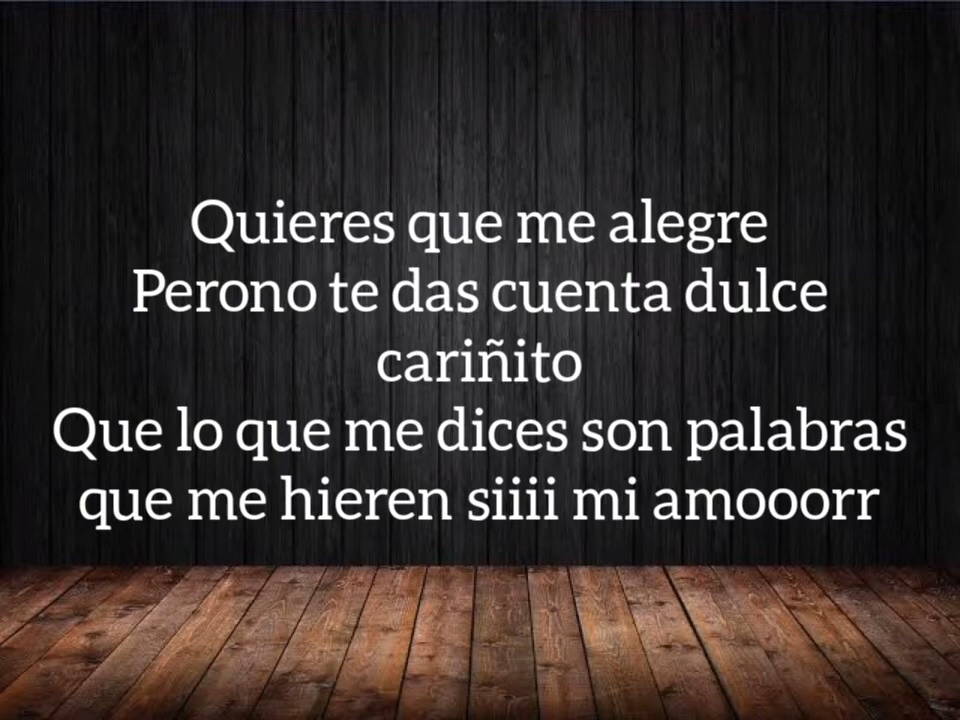 Quieres que me alegre
Perono te das cuenta dulce
cariñito
Que lo que me dices son palabras
que me hieren siiii mi amooorr